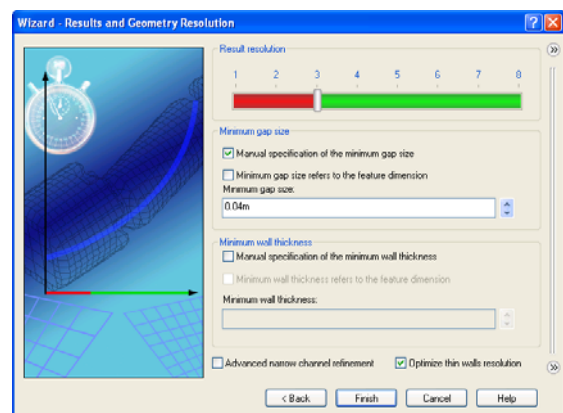 Wizard - Results and Geometry Resolution
Result resolution
1 2 3 4 5 6 7 8
Minimum gap size
Manual specification of the minimum gap size
Minimum gap size refers to the feature dimension
Minimum gap size:
0.04m
Minimum wall thickness
Manual specification of the minimum wall thickness
Minimum wall thickness refers to the feature dimension
Minimum wall thickness:
Advanced narrow channel refinement Optimize thin walls resolution
< Back Finish Cancel Help